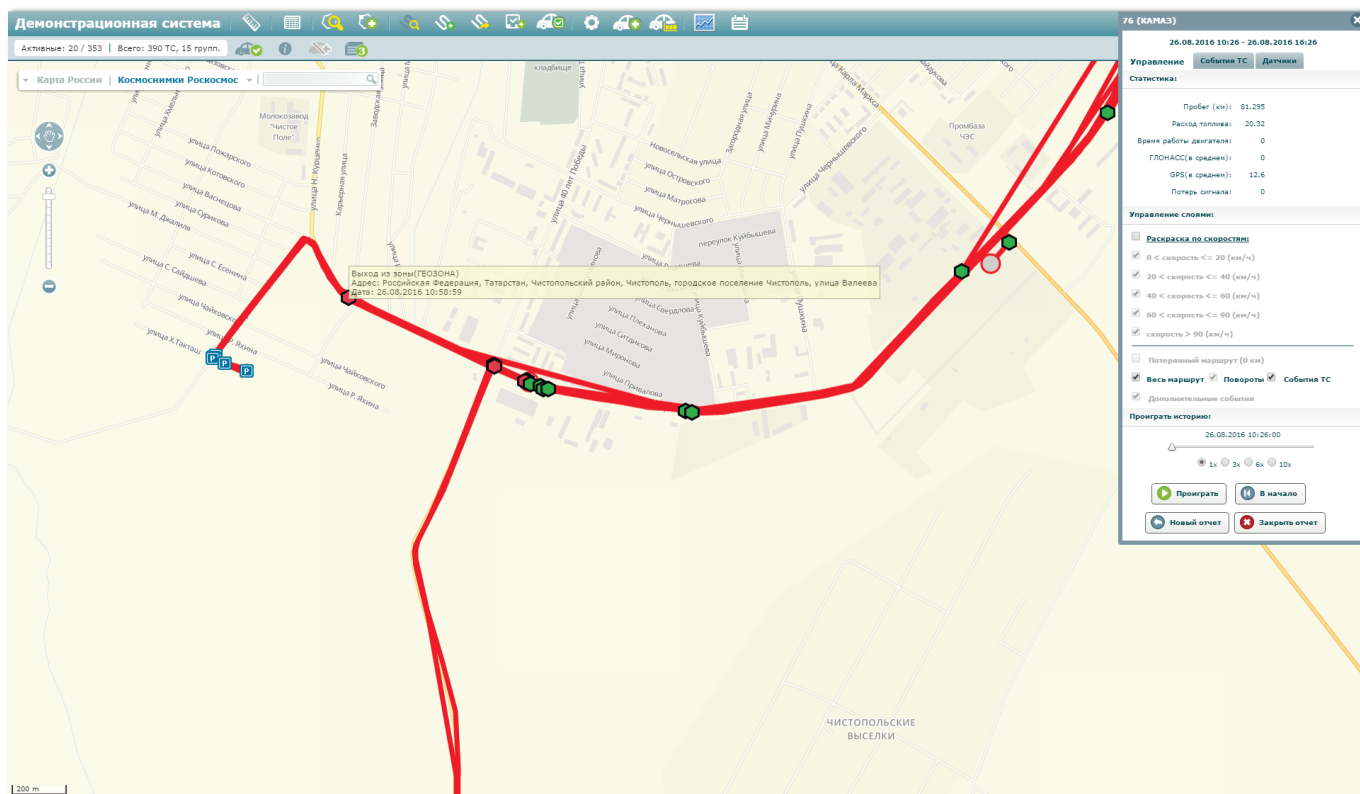 Демонстрационная система
Активные: 20 / 353 | Всего: 390 ТС, 15 групп.
3
Карта России | Космоснимки Роскосмос
кладбище
Молокозавод
"Чистое
Поле"
Заводская улица
улица Н. Курченко
Карьерная улица
улица Пожарского
улица Котовского
улица Васнецова
улица Сурикова
улица М. Джалиля
улица С. Есенина
улица С. Сайдшева
улица Чайковского
улица Х.Такташ
улица Р. Яхина
улица Чайковского
улица Р. Яхина
улица 40 лет Победы
Новосельская улица
улица Островского
улица Матросова
улица Чернышевского
переулок Куйбышева
Загородная улица
улица Мичурина
улица Пушкина
улица Чернышевского
улица Карла Маркса
Промбаза
ЧЭС
Выход из зоны(ГЕОЗОНА)
Адрес: Российская Федерация, Татарстан, Чистопольский район, Чистополь, городское поселение Чистополь, улица Валеева
Дата: 26.08.2016 10:58:59
улица Свердлова
улица Плеханова
улица Ситдикова
улица Миронова
улица Привалова
улица Куйбышева
P
P
P
ЧИСТОПОЛЬСКИЕ
ВЫСЕЛКИ
200 m
76 (КАМАЗ)
26.08.2016 10:26 - 26.08.2016 16:26
Управление События ТС Датчики
Статистика:
Пробег (км): 81.295
Расход топлива: 20.32
Время работы двигателя: 0
ГЛОНАСС(в среднем): 0
GPS(в среднем): 12.6
Потерь сигнала: 0
Управление слоями:
Раскраска по скоростям:
0 < скорость <= 20 (км/ч)
20 < скорость <= 40 (км/ч)
40 < скорость <= 60 (км/ч)
60 < скорость <= 90 (км/ч)
скорость > 90 (км/ч)
Потерянный маршрут (0 км)
Весь маршрут Повороты События ТС
Дополнительные события
Проиграть историю:
26.08.2016 10:26:00
1x 3x 6x 10x
Проиграть В начало
Новый отчет Закрыть отчет